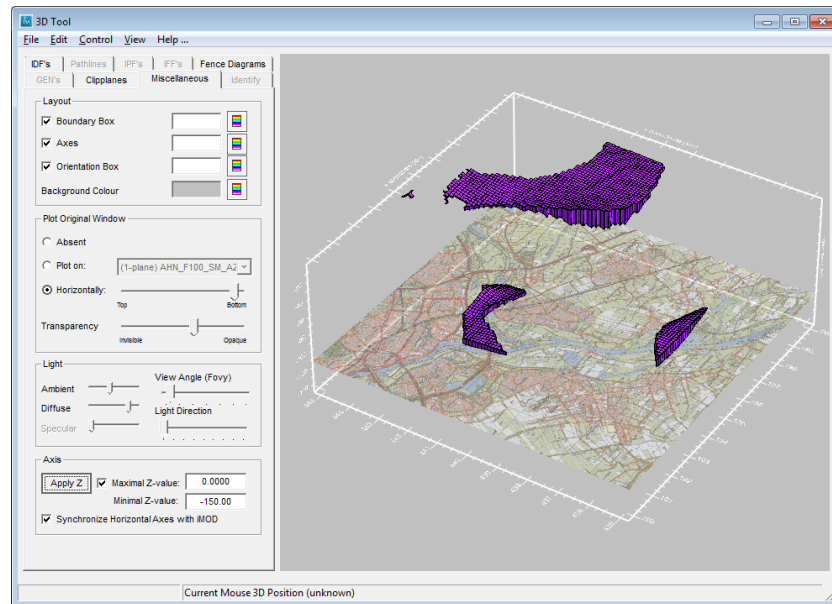 3D Tool
File Edit Control View Help ...
IDF's Pathlines IPF's IFF's Fence Diagrams
GEN's Clipplanes Miscellaneous Identify
Layout
Boundary Box
Axes
Orientation Box
Background Colour
Plot Original Window
Absent
Plot on: (1-plane) AHN_F100_SM_AZ
Horizontally:
Top Bottom
Transparency
Invisible Opaque
Light
Ambient View Angle (Fovy)
Diffuse Light Direction
Specular
Axis
Apply Z Maximal Z-value: 0.0000
Minimal Z-value: -150.00
Synchronize Horizontal Axes with iMOD
Current Mouse 3D Position (unknown)